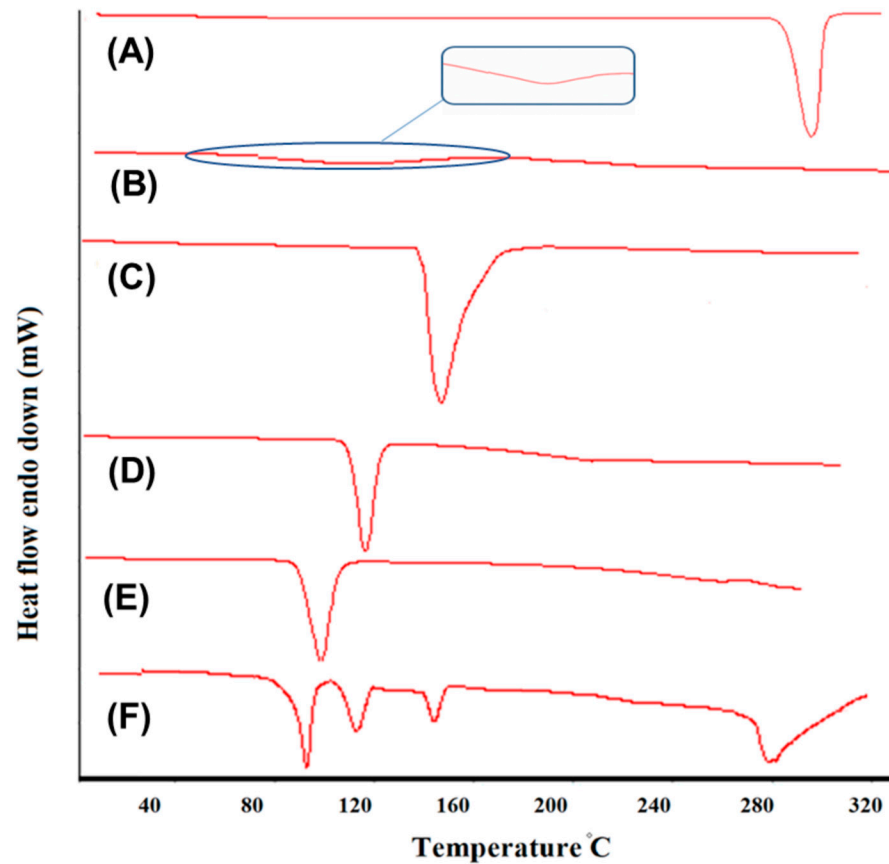 (A)
(B)
(C)
(D)
(E)
(F)
Heat flow endo down (mW)
40 80 120 160 200 240 280 320
Temperature °C